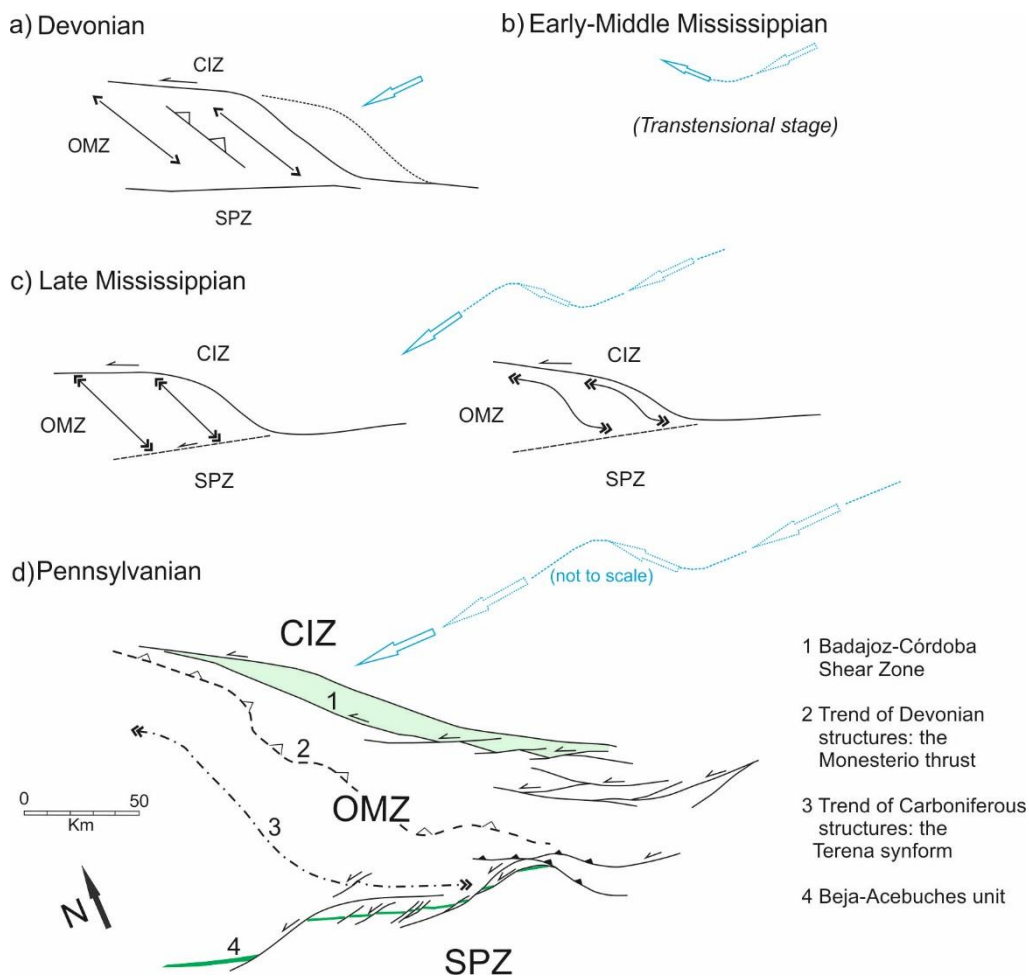 a) Devonian
CIZ
OMZ
SPZ
b) Early-Middle Mississippian
(Transtensional stage)
c) Late Mississippian
CIZ
OMZ
SPZ
CIZ
OMZ
SPZ
d) Pennsylvanian
(not to scale)
CIZ
1
2
OMZ
3
0 50
Km
N
4
SPZ
1 Badajoz-Córdoba
Shear Zone
2 Trend of Devonian
structures: the
Monesterio thrust
3 Trend of Carboniferous
structures: the
Terena synform
4 Beja-Acebuches unit